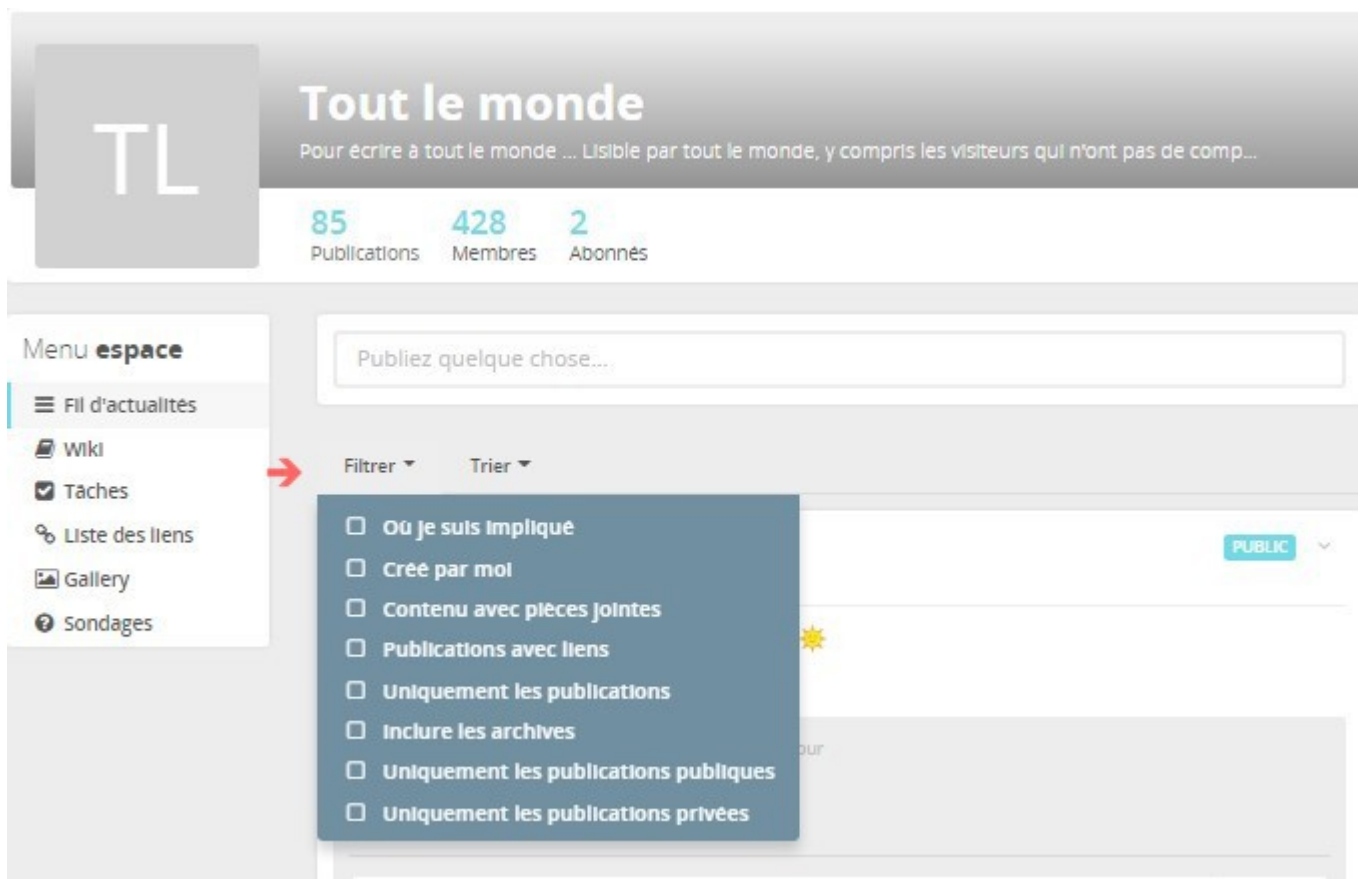 TL
Tout le monde
Pour écrire à tout le monde ... Lisible par tout le monde, y compris les visiteurs qui n'ont pas de comp...
85 428 2
Publications Membres Abonnés
Menu espace
Fil d'actualités
Wiki
Tâches
Liste des liens
Gallery
Sondages
Publiez quelque chose...
Filtrer Trier
Où je suis impliqué
Créé par moi
Contenu avec pièces jointes
Publications avec liens
Uniquement les publications
Inclure les archives
Uniquement les publications publiques
Uniquement les publications privées
PUBLIC